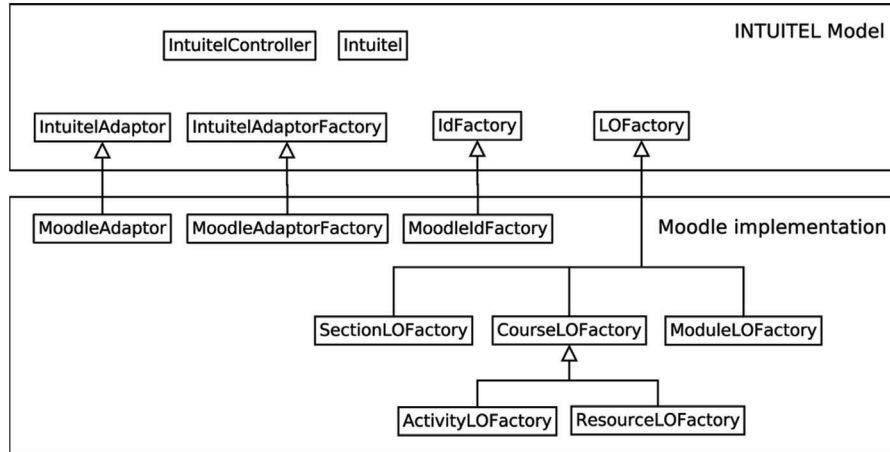 INTUITEL Model
IntuitelController
Intuitel
IntuitelAdaptor
IntuitelAdaptorFactory
IdFactory
LOFactory
MoodleAdaptor
MoodleAdaptorFactory
MoodleIdFactory
Moodle implementation
SectionLOFactory
CourseLOFactory
ModuleLOFactory
ActivityLOFactory
ResourceLOFactory